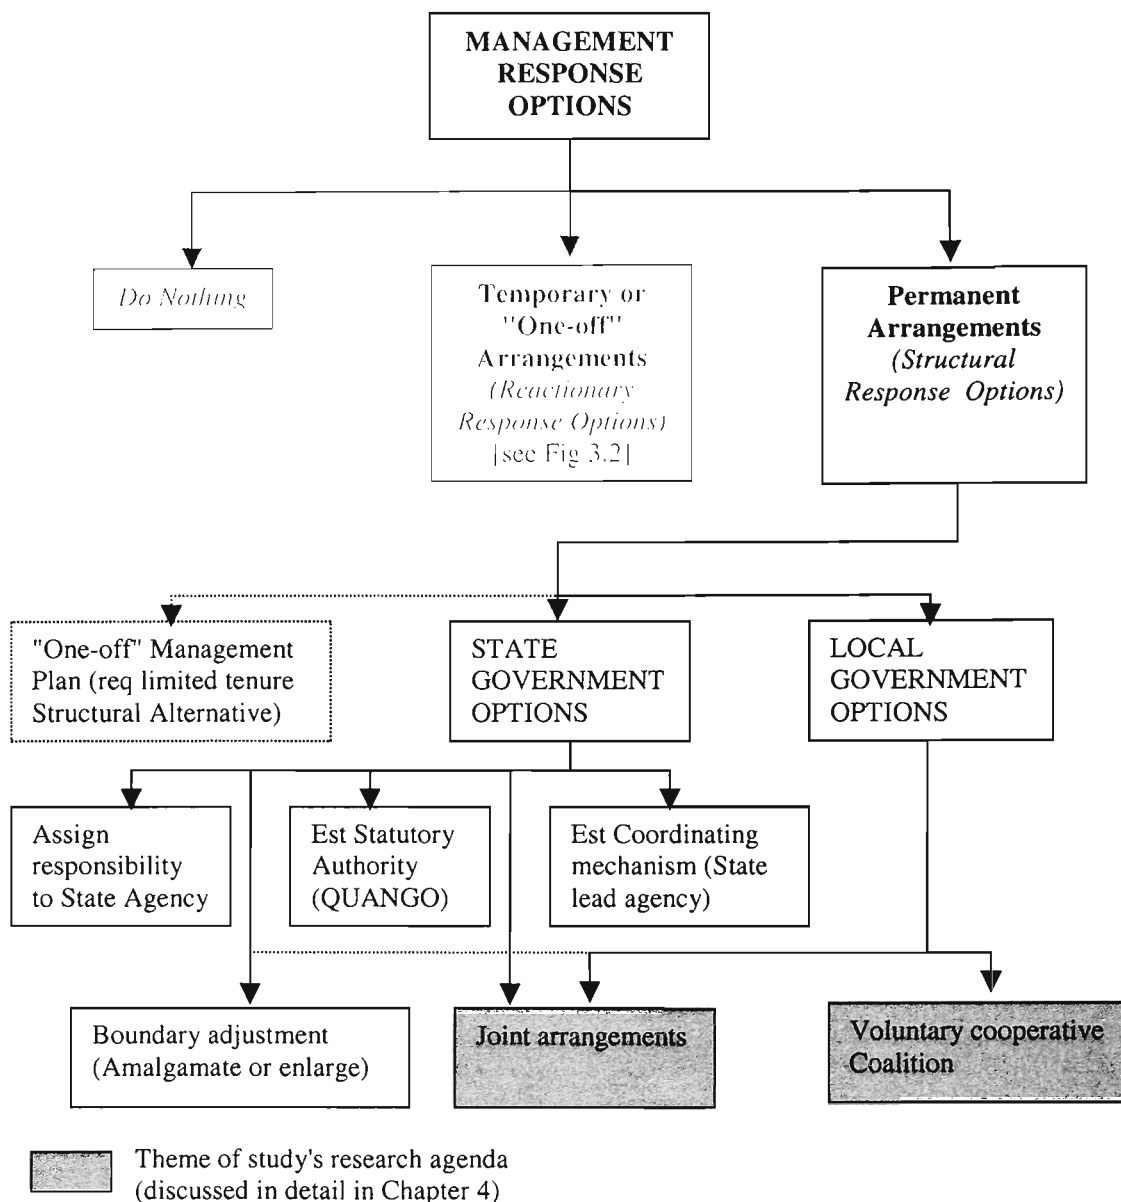 MANAGEMENT
RESPONSE
OPTIONS
Do Nothing
Temporary or
"One-off"
Arrangements
(Reactionary
Response Options)
[see Fig 3.2]
Permanent
Arrangements
(Structural
Response Options)
"One-off" Management
Plan (req limited tenure
Structural Alternative)
STATE
GOVERNMENT
OPTIONS
LOCAL
GOVERNMENT
OPTIONS
Assign
responsibility
to State Agency
Est Statutory
Authority
(QUANGO)
Est Coordinating
mechanism (State
lead agency)
Boundary adjustment
(Amalgamate or enlarge)
Joint arrangements
Voluntary cooperative
Coalition
Theme of study's research agenda
(discussed in detail in Chapter 4)